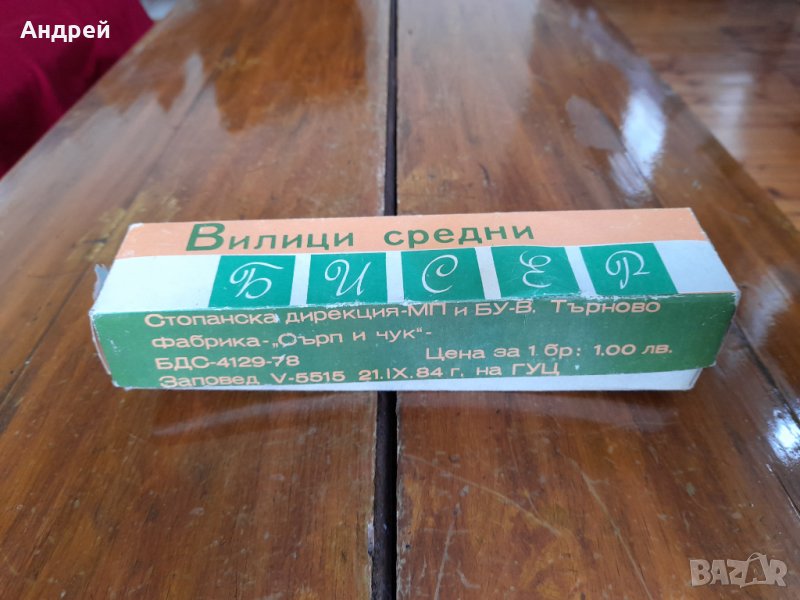 Андрей
Вилици средни
БИСЕР
Стопанска дирекция-МП и БУ-В. Търново
Фабрика-„Сърп и чук"-
БДС-4129-78 Цена за 1 бр: 1.00 лв.
Заповед V-5515 21.IX.84 г. на ГУЦ
BAZAR